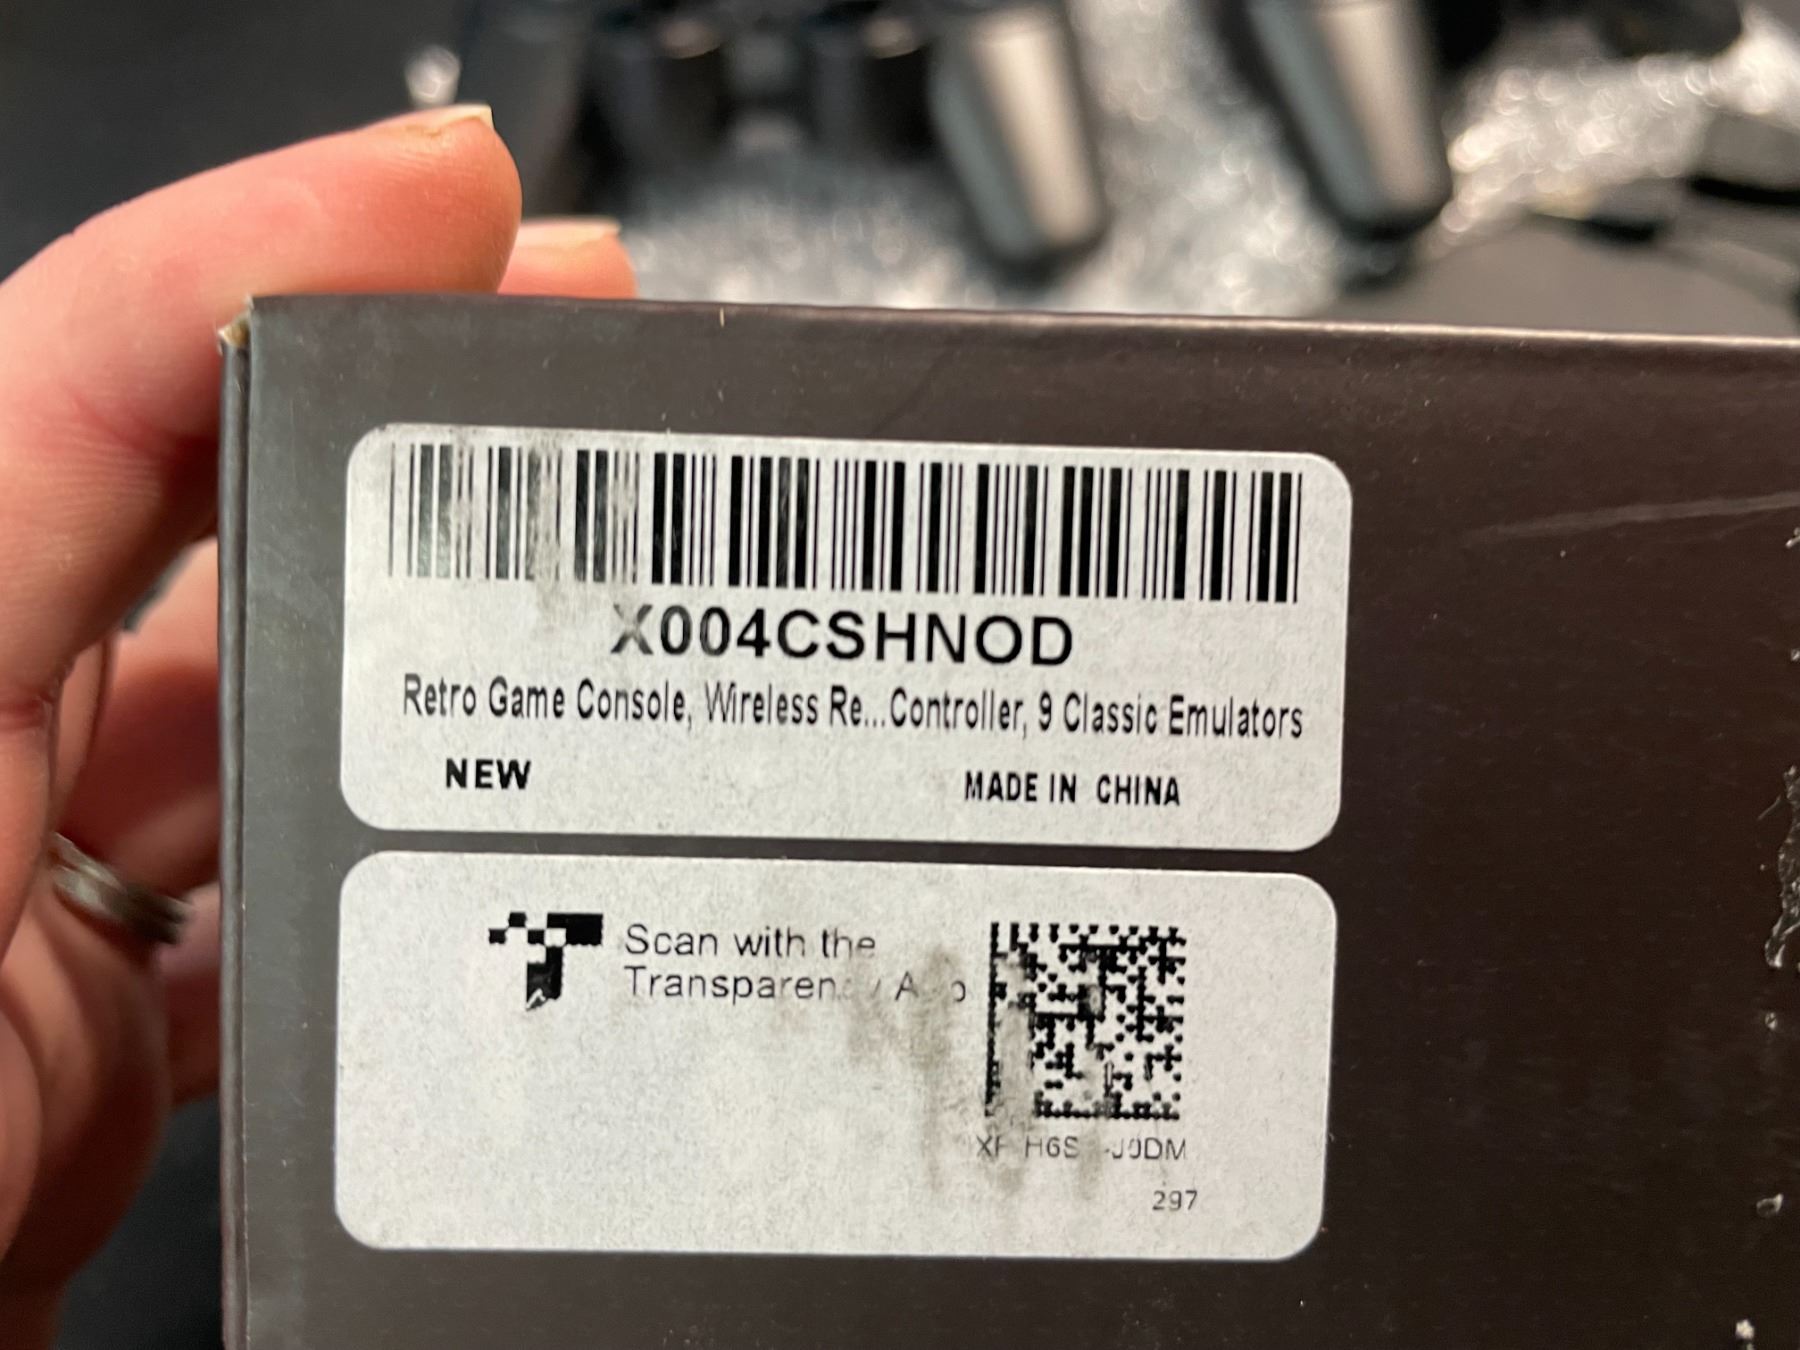 X004CSHNOD
Retro Game Console, Wireless Re...Controller, 9 Classic Emulators
NEW
MADE IN CHINA
Scan with the
297